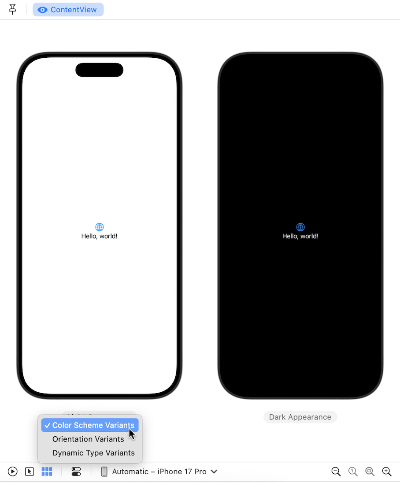 ContentView
Hello, world!
Hello, world!
Dark Appearance
Color Scheme Variants
Orientation Variants
Dynamic Type Variants
Automatic – iPhone 17 Pro